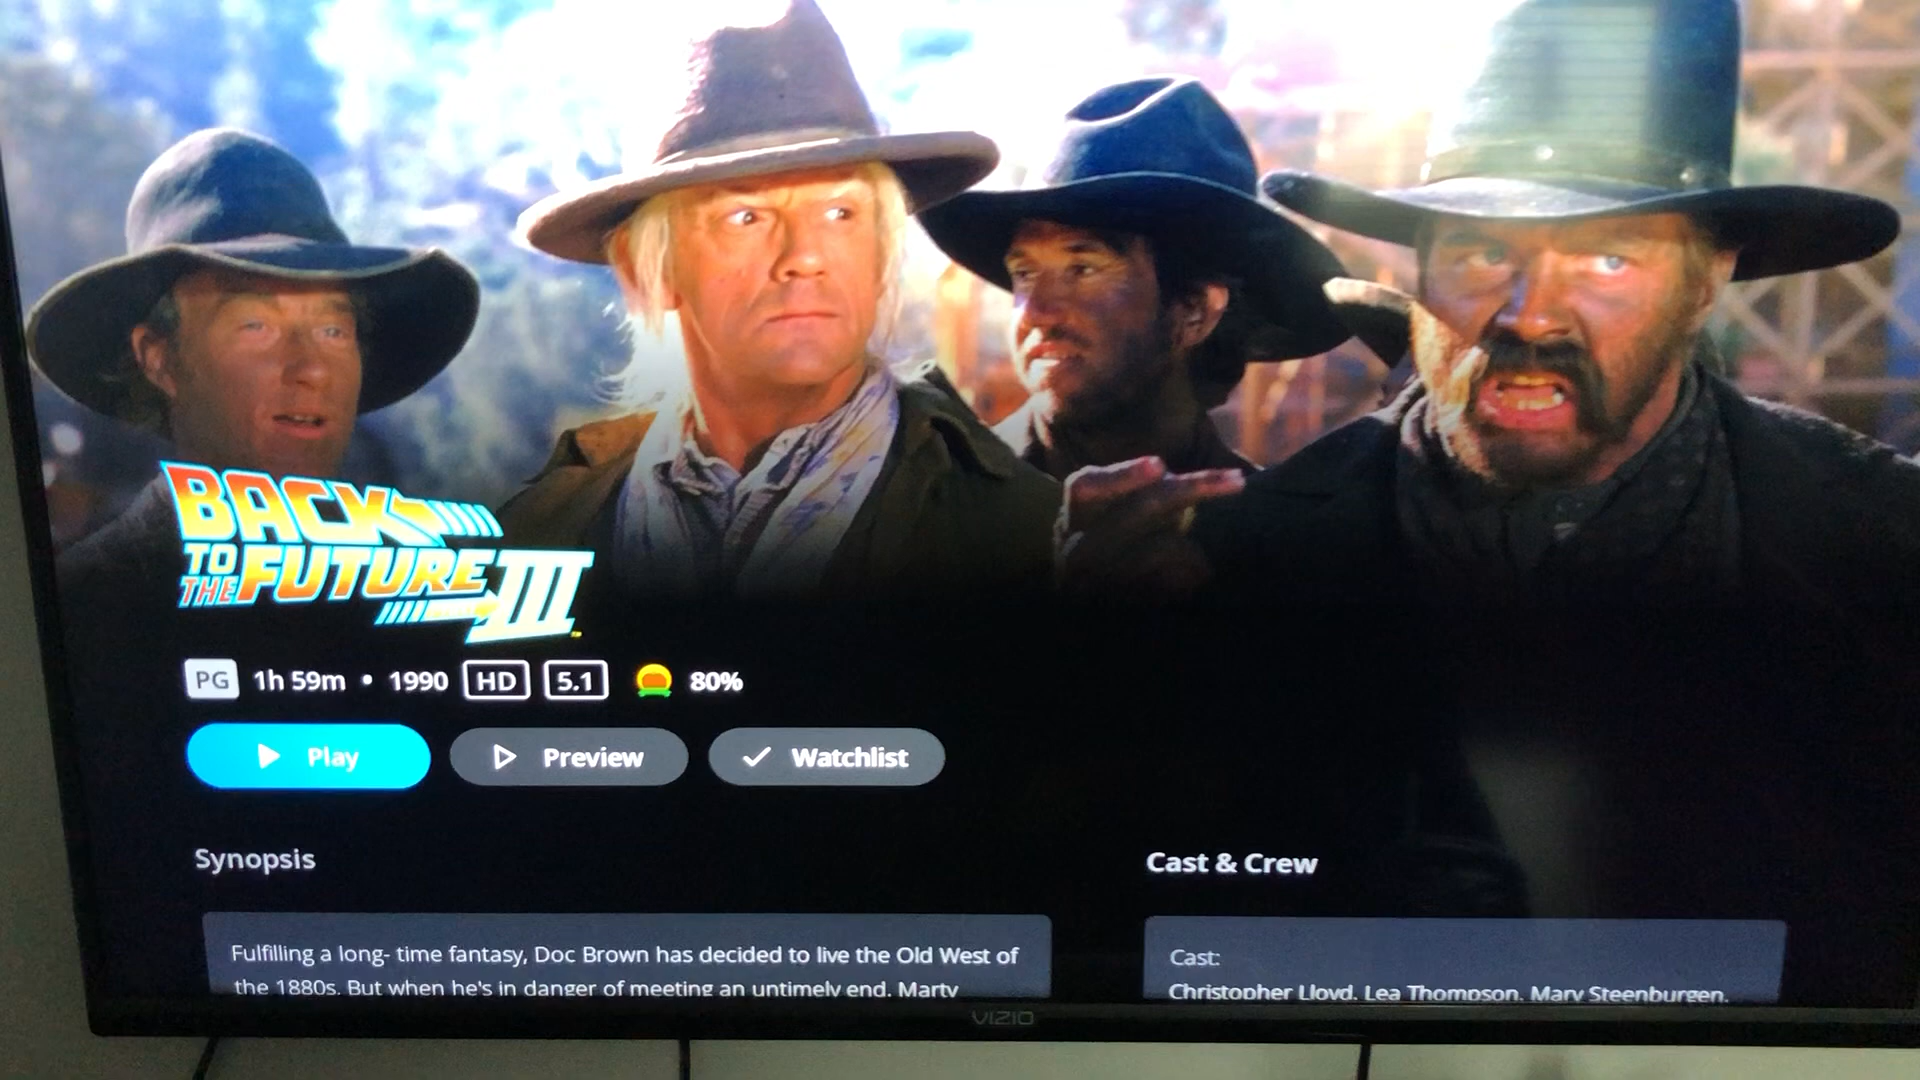 BACK
TO
THE FUTURE
III
PG 1h 59m • 1990 HD 5.1 80%
Play Preview Watchlist
Synopsis
Cast & Crew
Fulfilling a long- time fantasy, Doc Brown has decided to live the Old West of
the 1880s. But when he's in danger of meeting an untimely end, Marty
Cast:
Christopher Lloyd, Lea Thompson, Mary Steenburgen,
VIZIO